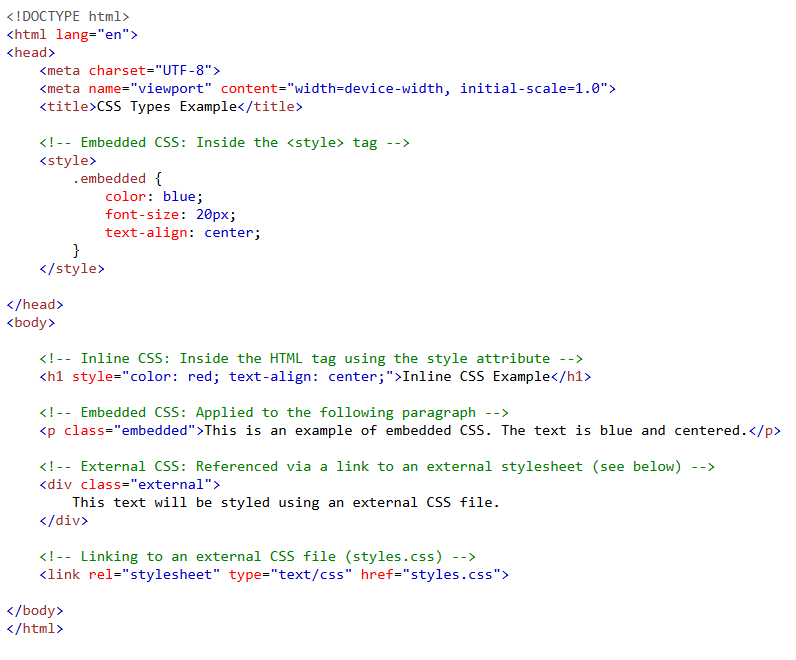 <!DOCTYPE html>
<html lang="en">
<head>
    <meta charset="UTF-8">
    <meta name="viewport" content="width=device-width, initial-scale=1.0">
    <title>CSS Types Example</title>

    <!-- Embedded CSS: Inside the <style> tag -->
    <style>
        .embedded {
            color: blue;
            font-size: 20px;
            text-align: center;
        }
    </style>

</head>
<body>

    <!-- Inline CSS: Inside the HTML tag using the style attribute -->
    <h1 style="color: red; text-align: center;">Inline CSS Example</h1>

    <!-- Embedded CSS: Applied to the following paragraph -->
    <p class="embedded">This is an example of embedded CSS. The text is blue and centered.</p>

    <!-- External CSS: Referenced via a link to an external stylesheet (see below) -->
    <div class="external">
        This text will be styled using an external CSS file.
    </div>

    <!-- Linking to an external CSS file (styles.css) -->
    <link rel="stylesheet" type="text/css" href="styles.css">

</body>
</html>